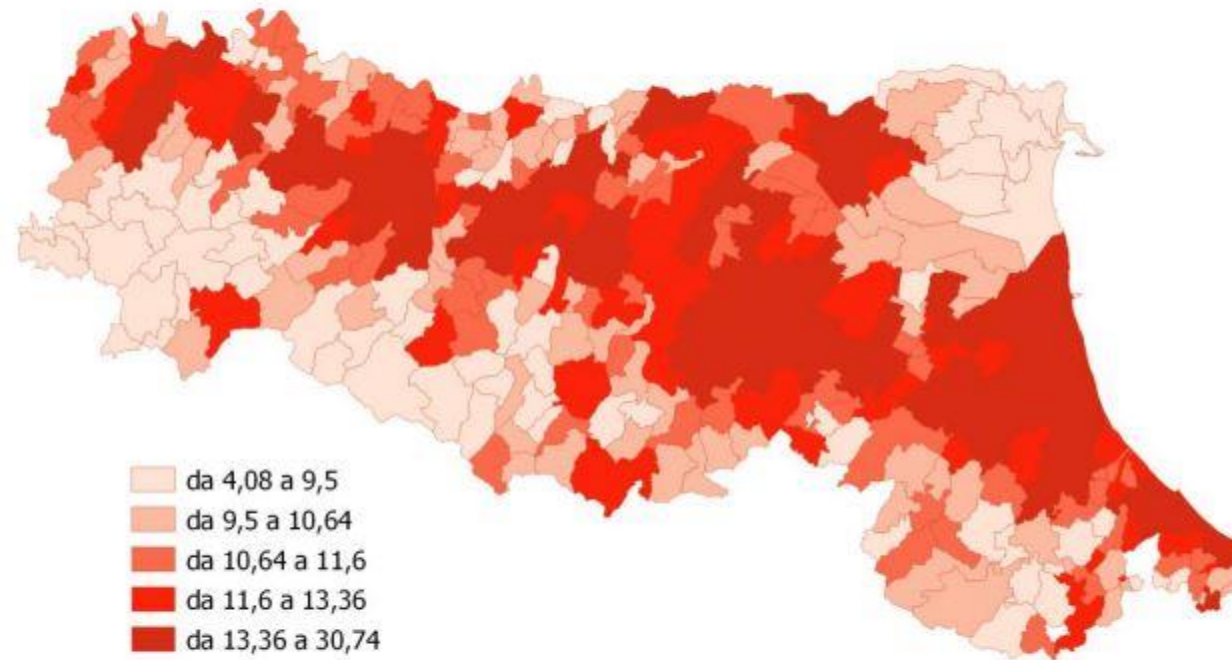 da 4,08 a 9,5
da 9,5 a 10,64
da 10,64 a 11,6
da 11,6 a 13,36
da 13,36 a 30,74